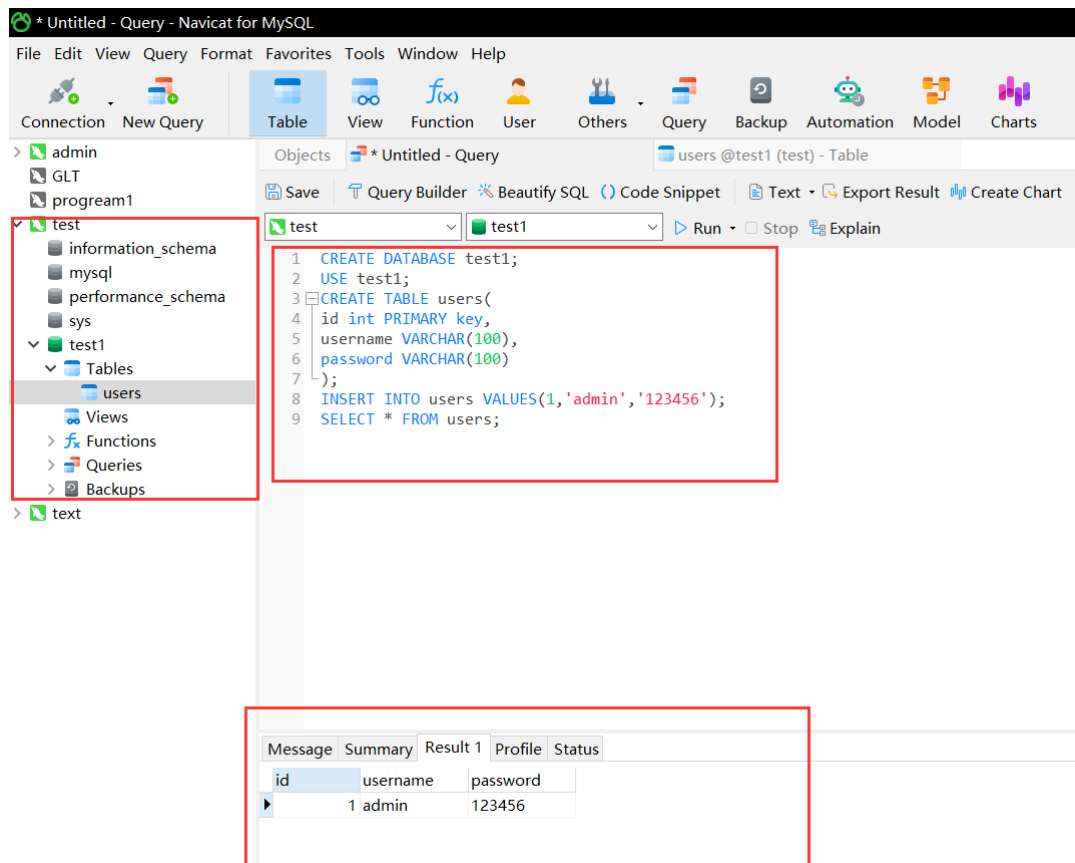 * Untitled - Query - Navicat for MySQL
File Edit View Query Format Favorites Tools Window Help
Connection New Query Table View Function User Others Query Backup Automation Model Charts
f(x)
admin
GLT
progream1
test
information_schema
mysql
performance_schema
sys
test1
Tables
users
Views
fx Functions
Queries
Backups
text
Objects * Untitled - Query users @test1 (test) - Table
Save Query Builder Beautify SQL () Code Snippet Text Export Result Create Chart
test test1 Run Stop Explain
1 CREATE DATABASE test1;
2 USE test1;
3 CREATE TABLE users(
4 id int PRIMARY key,
5 username VARCHAR(100),
6 password VARCHAR(100)
7 );
8 INSERT INTO users VALUES(1,'admin','123456');
9 SELECT * FROM users;
Message Summary Result 1 Profile Status
id username password
1 admin 123456